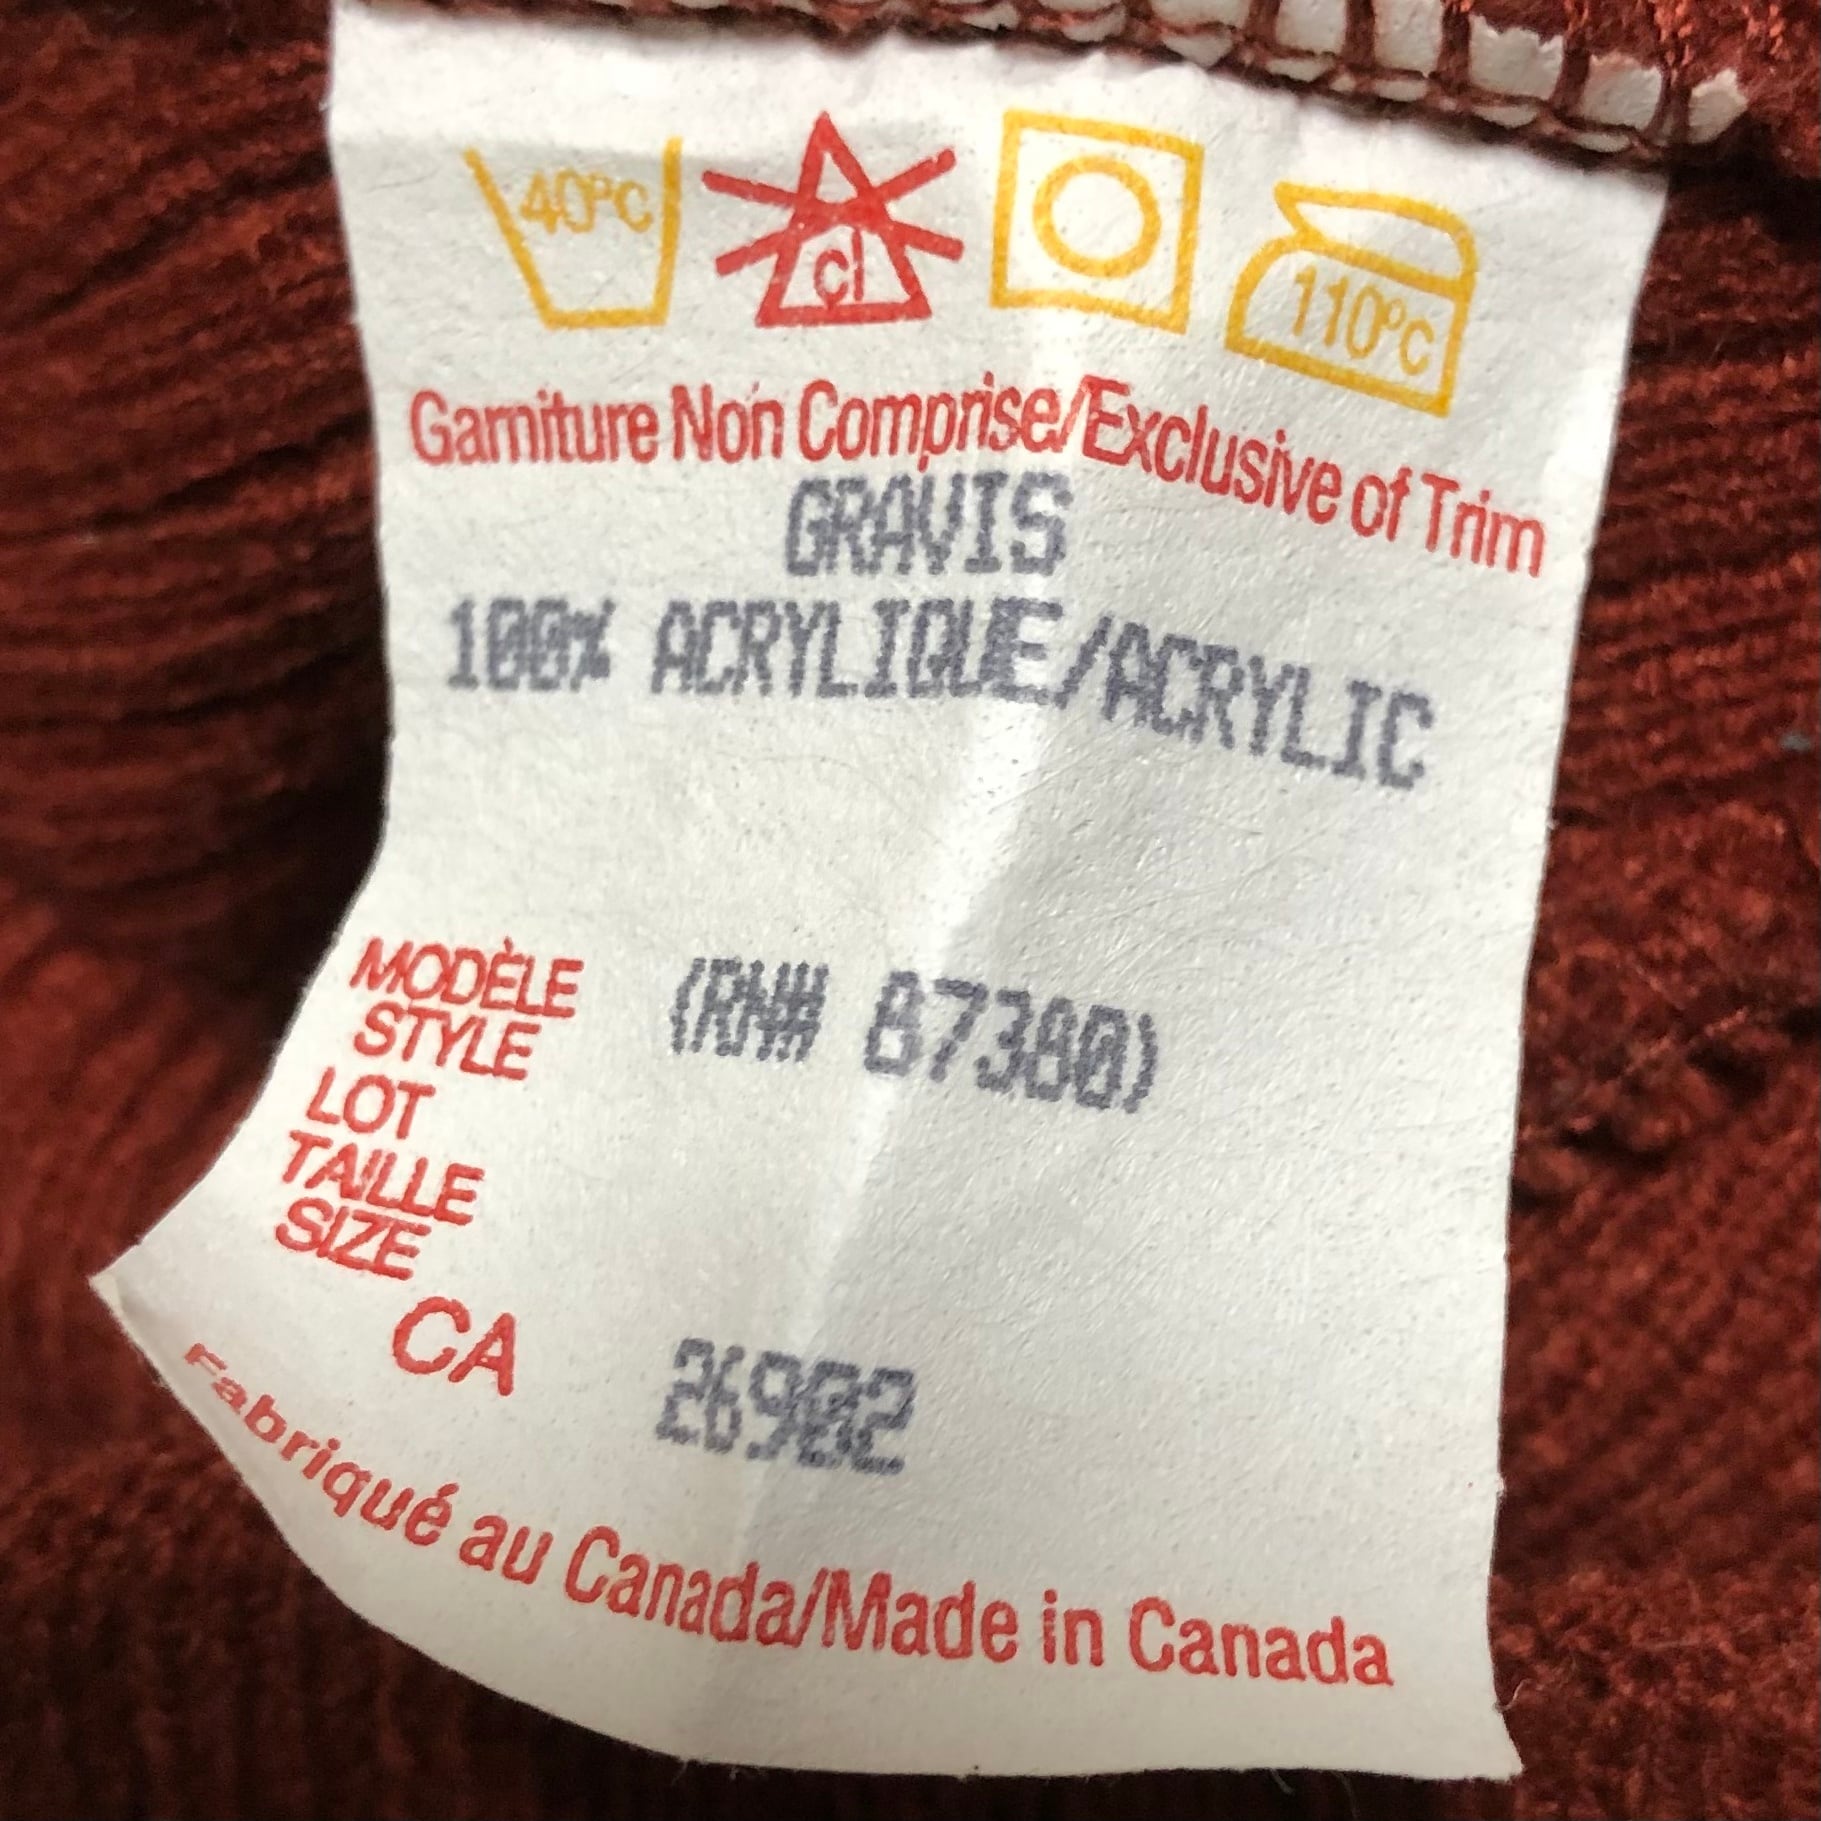 40°C
cl
110°C
Garniture Non Comprise/Exclusive of Trim
GRAVIS
100% ACRYLIQUE/ACRYLIC
MODÈLE (RN# 87380)
STYLE
LOT
TAILLE
SIZE
CA 26902
Fabriqué au Canada/Made in Canada